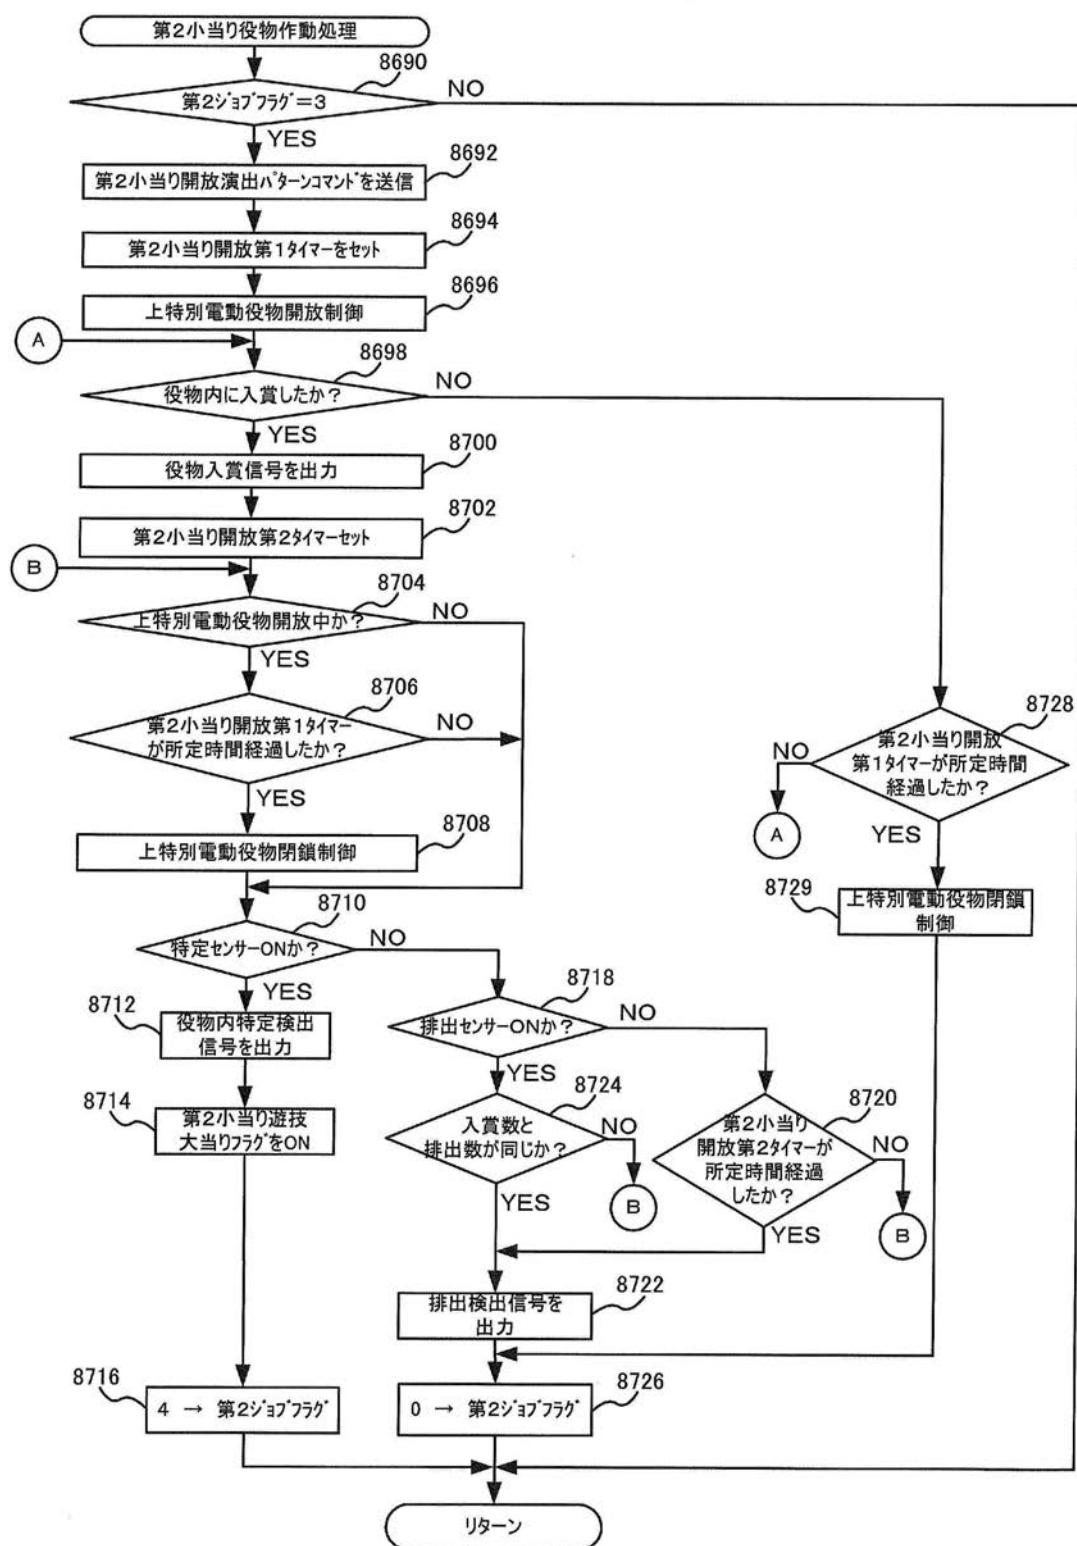 第2小当り役物作動処理
8690
第2ｼﾞｮﾌﾞﾌﾗｸﾞ=3
NO
YES
8692
第2小当り開放演出ﾊﾟﾀｰﾝｺﾏﾝﾄﾞを送信
8694
第2小当り開放第1ﾀｲﾏｰをｾｯﾄ
8696
上特別電動役物開放制御
A
8698
役物内に入賞したか?
NO
YES
8700
役物入賞信号を出力
8702
第2小当り開放第2ﾀｲﾏｰｾｯﾄ
B
8704
上特別電動役物開放中か?
NO
YES
8706
第2小当り開放第1ﾀｲﾏｰ
が所定時間経過したか?
NO
YES
8728
第2小当り開放
第1ﾀｲﾏｰが所定時間
経過したか?
NO
A
YES
8708
上特別電動役物閉鎖制御
8729
上特別電動役物閉鎖
制御
8710
特定ｾﾝｻｰONか?
NO
YES
8712
役物内特定検出
信号を出力
8718
排出ｾﾝｻｰONか?
NO
YES
8714
第2小当り遊技
大当りﾌﾗｸﾞをON
8724
入賞数と
排出数が同じか?
NO
B
YES
8720
第2小当り
開放第2ﾀｲﾏｰが
所定時間経過
したか?
NO
B
YES
8722
排出検出信号を
出力
8716
4 → 第2ｼﾞｮﾌﾞﾌﾗｸﾞ
8726
0 → 第2ｼﾞｮﾌﾞﾌﾗｸﾞ
リターン